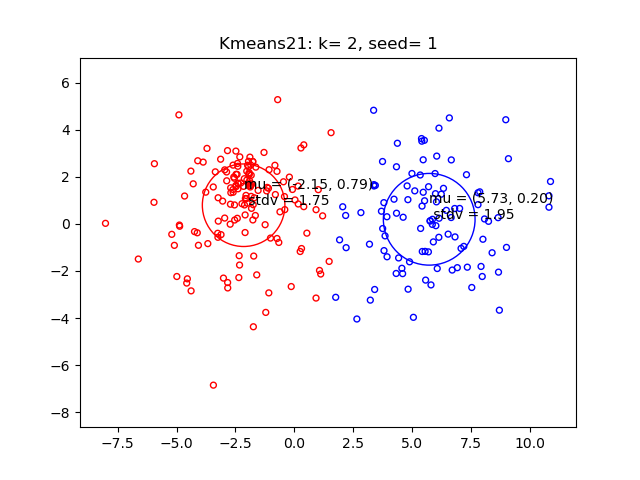 Kmeans21: k= 2, seed= 1
6
4
2
0
−2
−4
−6
−8
mu = (-2.15, 0.79)
stdv = 1.75
mu = (5.73, 0.20)
stdv = 1.95
−7.5 −5.0 −2.5 0.0 2.5 5.0 7.5 10.0